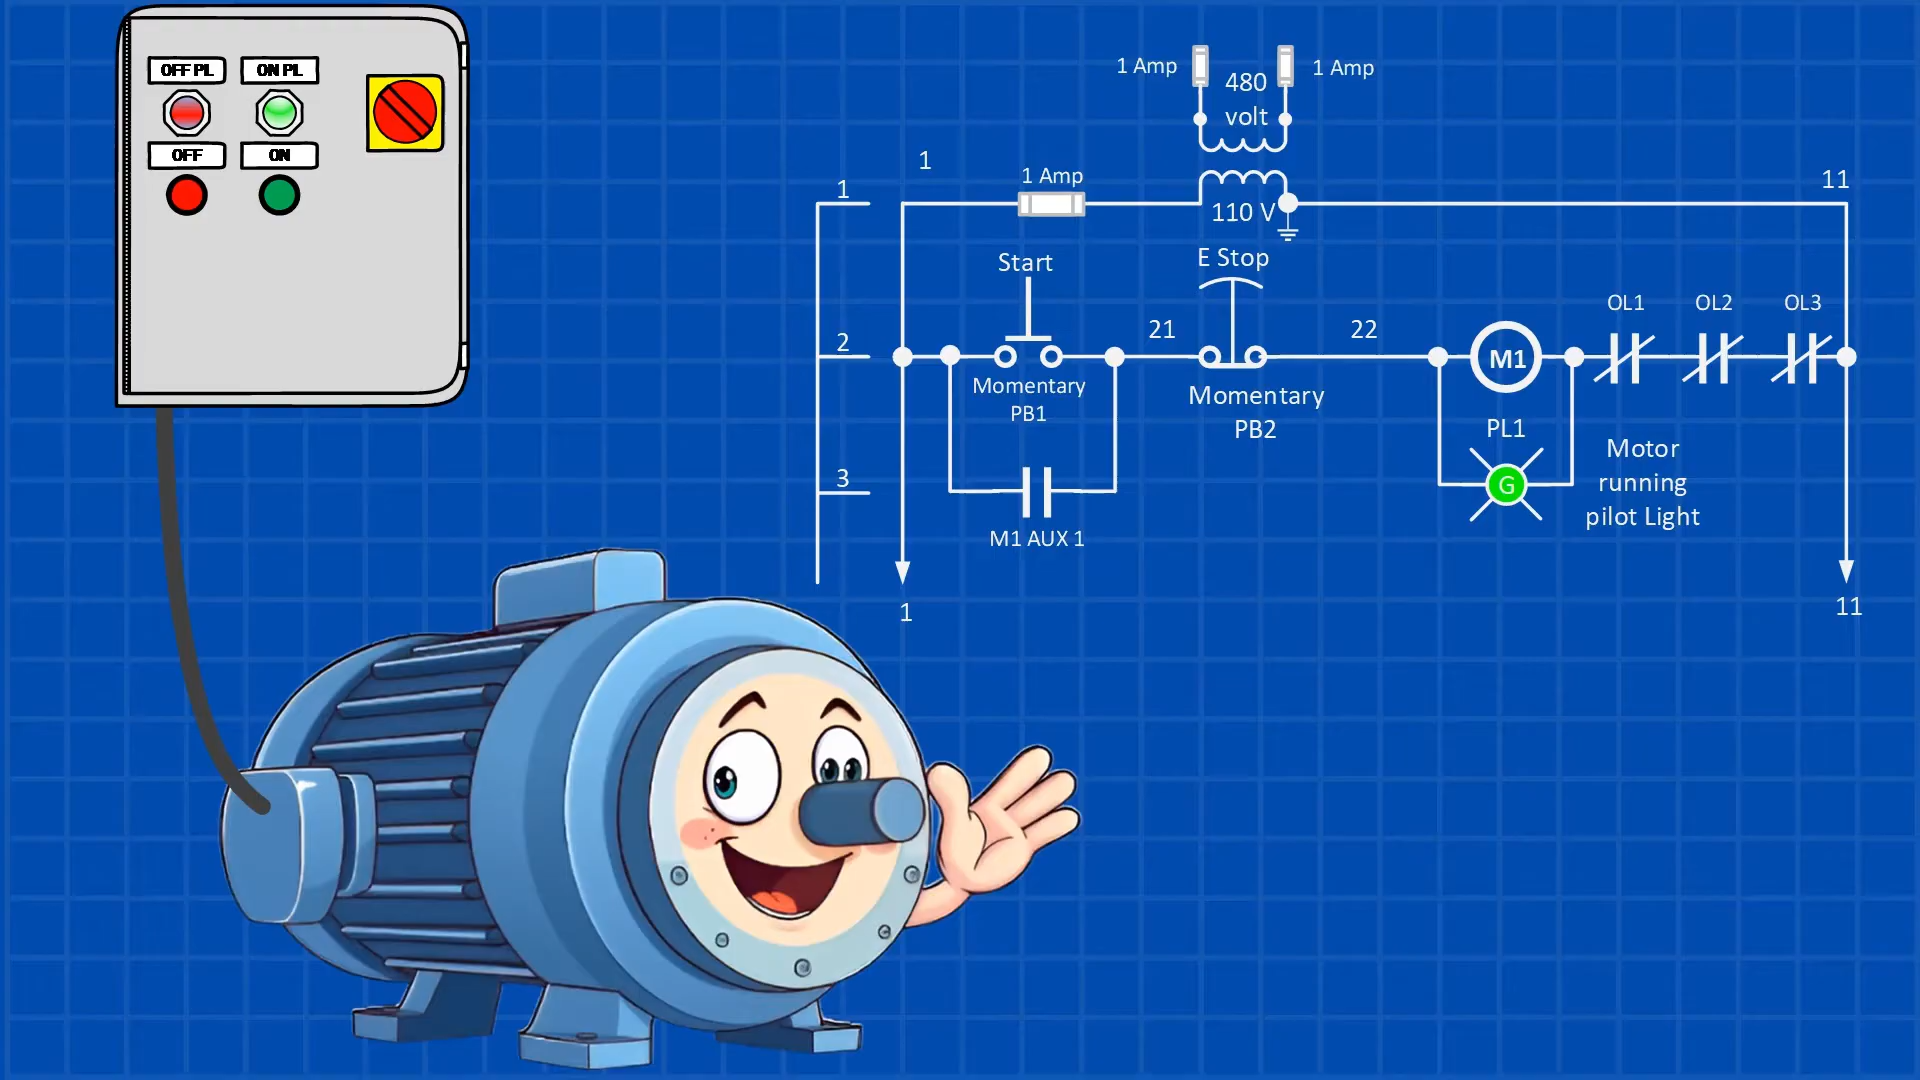 OFF PL
ON PL
OFF
ON
1 Amp
480
volt
1 Amp
1
1
1 Amp
110 V
11
Start
E Stop
2
21
22
M1
OL1
OL2
OL3
Momentary
PB1
Momentary
PB2
3
M1 AUX 1
PL1
G
Motor
running
pilot Light
1
11